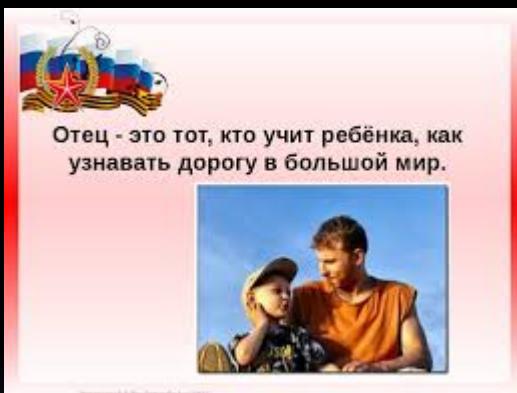 Отец - это тот, кто учит ребёнка, как
узнавать дорогу в большой мир.